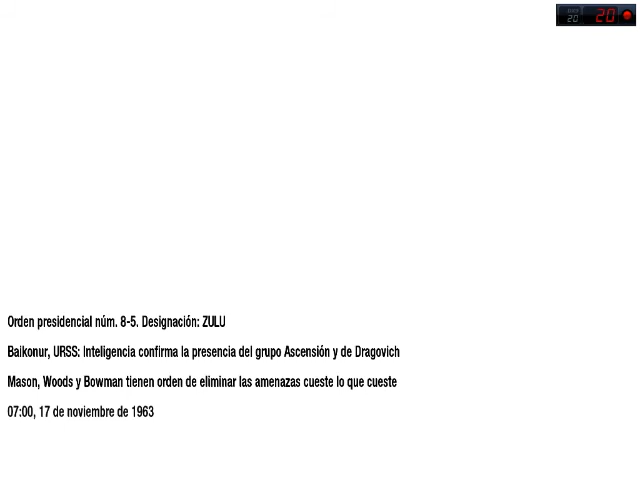 20 20
Orden presidencial núm. 8-5. Designación: ZULU
Baikonur, URSS: Inteligencia confirma la presencia del grupo Ascensión y de Dragovich
Mason, Woods y Bowman tienen orden de eliminar las amenazas cueste lo que cueste
07:00, 17 de noviembre de 1963